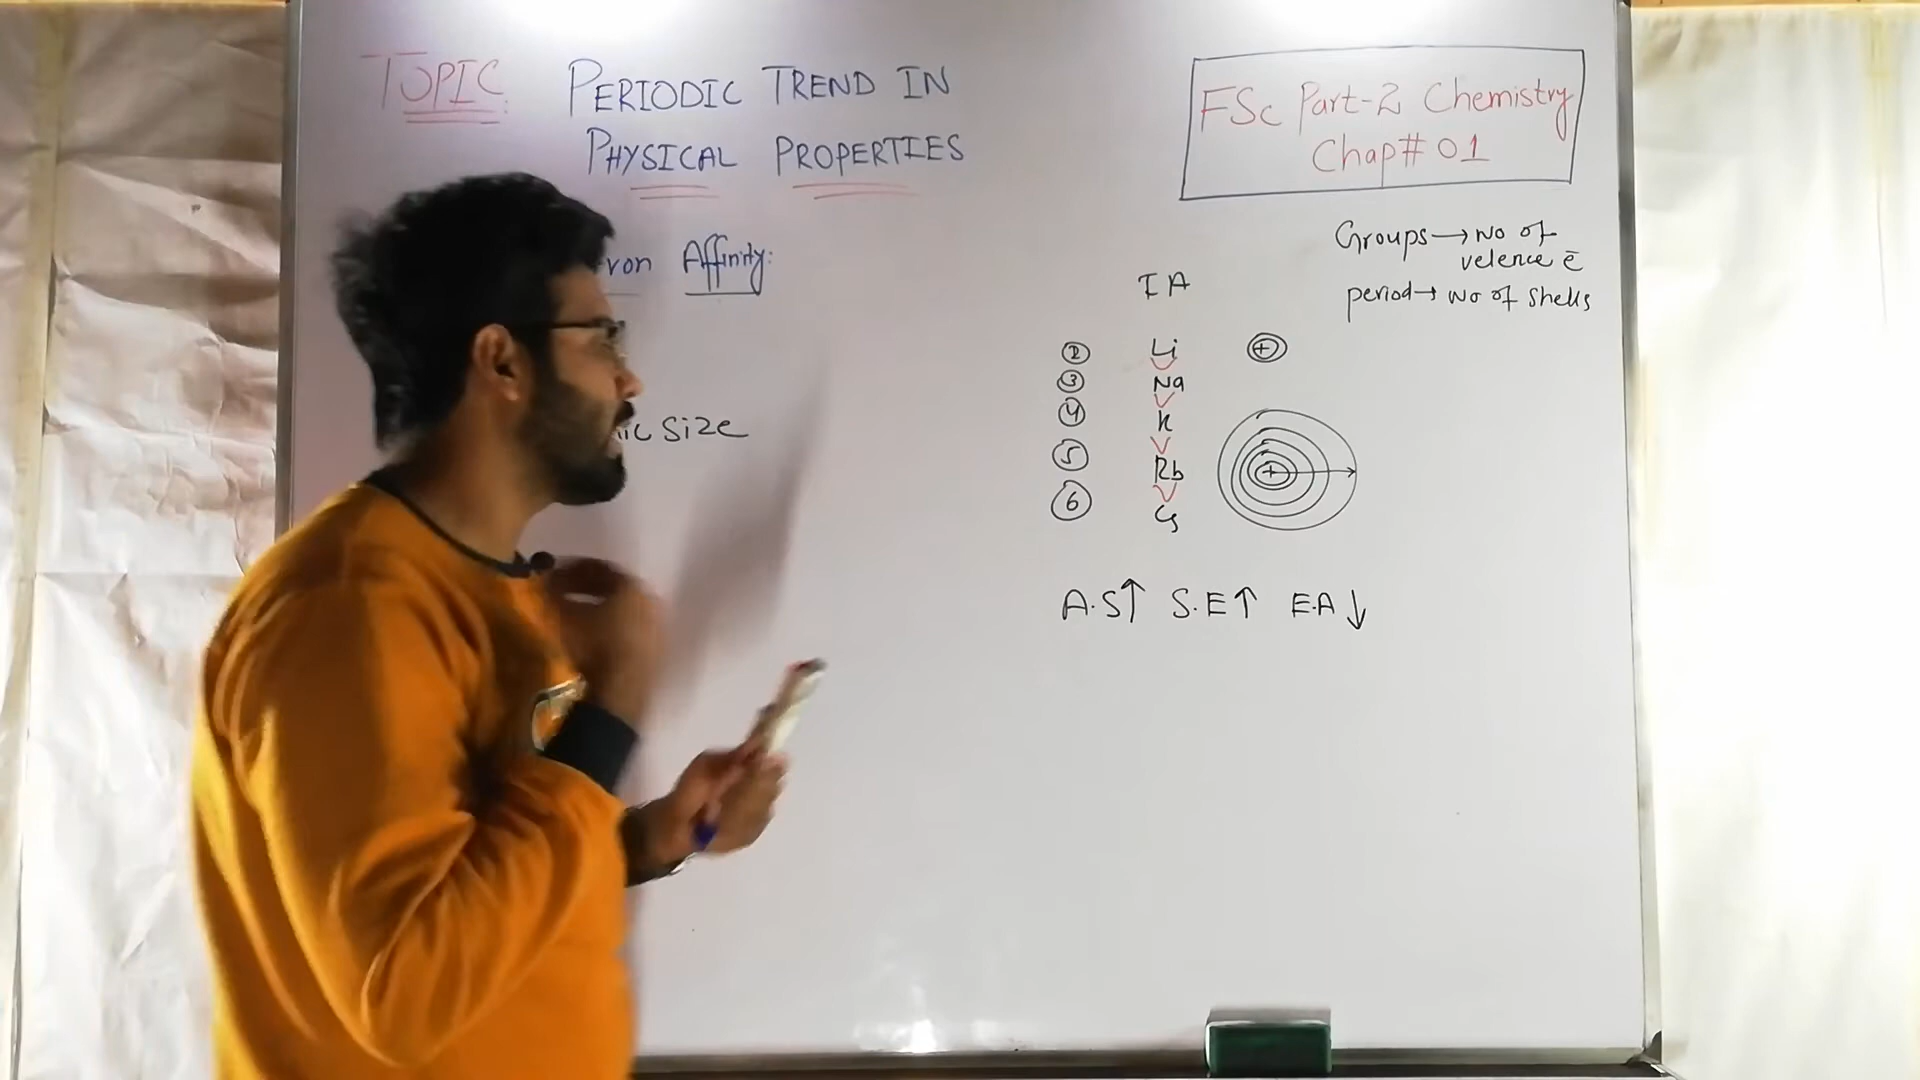 TOPIC: PERIODIC TREND IN
PHYSICAL PROPERTIES
FSc Part-2 Chemistry
Chap# 01
Affinity:
size
Groups → No of
velence ē
period → No of shells
I A
2 Li +
3 Na
4 K
5 Rb +
6 Cs
A.S↑ S.E↑ E.A↓